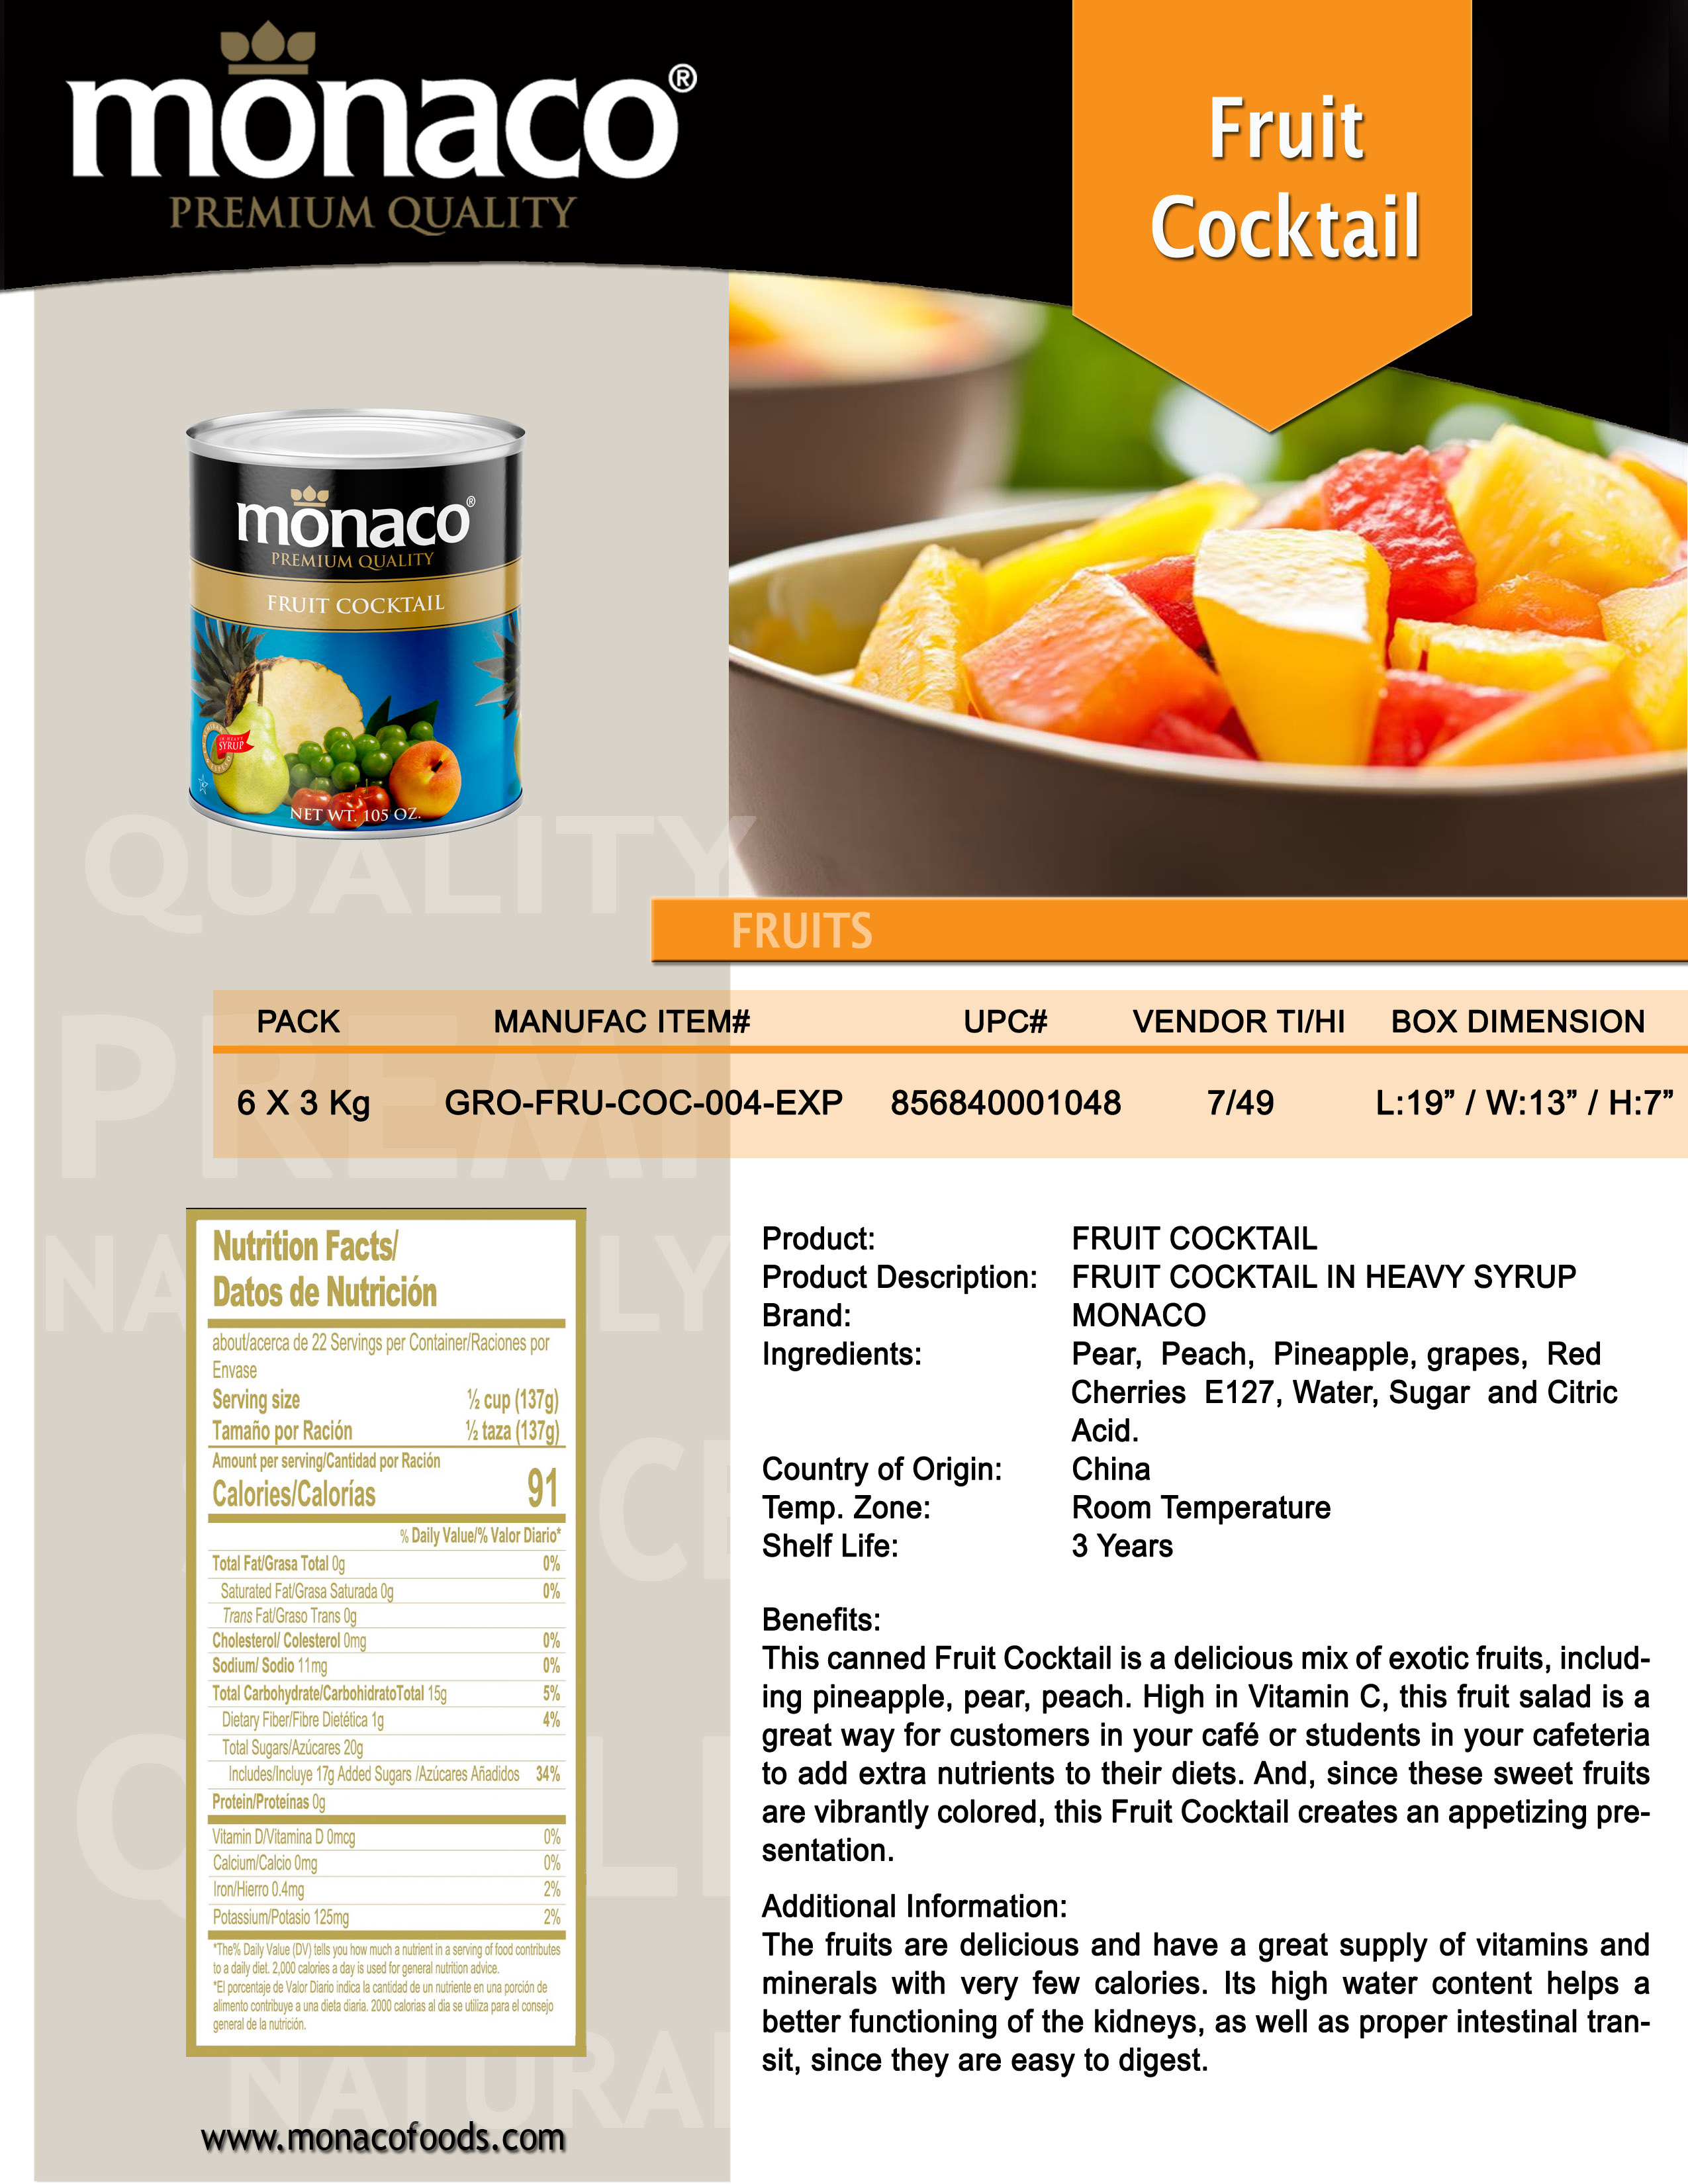 monaco®
PREMIUM QUALITY
Fruit
Cocktail
monaco®
PREMIUM QUALITY
FRUIT COCKTAIL
IN HEAVY
SYRUP
NET WT. 105 OZ.
QUALITY
FRUITS
PREMI
PACK MANUFAC ITEM# UPC# VENDOR TI/HI BOX DIMENSION
6 X 3 Kg GRO-FRU-COC-004-EXP 856840001048 7/49 L:19” / W:13” / H:7”
Nutrition Facts/
Datos de Nutrición
about/acerca de 22 Servings per Container/Raciones por
Envase
Serving size ½ cup (137g)
Tamaño por Ración ½ taza (137g)
Amount per serving/Cantidad por Ración
Calories/Calorías 91
% Daily Value/% Valor Diario*
Total Fat/Grasa Total 0g 0%
Saturated Fat/Grasa Saturada 0g 0%
Trans Fat/Graso Trans 0g
Cholesterol/ Colesterol 0mg 0%
Sodium/ Sodio 11mg 0%
Total Carbohydrate/CarbohidratoTotal 15g 5%
Dietary Fiber/Fibre Dietética 1g 4%
Total Sugars/Azúcares 20g
Includes/Incluye 17g Added Sugars /Azúcares Añadidos 34%
Protein/Proteínas 0g
Vitamin D/Vitamina D 0mcg 0%
Calcium/Calcio 0mg 0%
Iron/Hierro 0.4mg 2%
Potassium/Potasio 125mg 2%
*The% Daily Value (DV) tells you how much a nutrient in a serving of food contributes
to a daily diet. 2,000 calories a day is used for general nutrition advice.
*El porcentaje de Valor Diario indica la cantidad de un nutriente en una porción de
alimento contribuye a una dieta diaria. 2000 calorias al dia se utiliza para el consejo
general de la nutrición.
Product: FRUIT COCKTAIL
Product Description: FRUIT COCKTAIL IN HEAVY SYRUP
Brand: MONACO
Ingredients: Pear, Peach, Pineapple, grapes, Red
Cherries E127, Water, Sugar and Citric
Acid.
Country of Origin: China
Temp. Zone: Room Temperature
Shelf Life: 3 Years
Benefits:
This canned Fruit Cocktail is a delicious mix of exotic fruits, includ-
ing pineapple, pear, peach. High in Vitamin C, this fruit salad is a
great way for customers in your café or students in your cafeteria
to add extra nutrients to their diets. And, since these sweet fruits
are vibrantly colored, this Fruit Cocktail creates an appetizing pre-
sentation.
Additional Information:
The fruits are delicious and have a great supply of vitamins and
minerals with very few calories. Its high water content helps a
better functioning of the kidneys, as well as proper intestinal tran-
sit, since they are easy to digest.
NATURAL
www.monacofoods.com